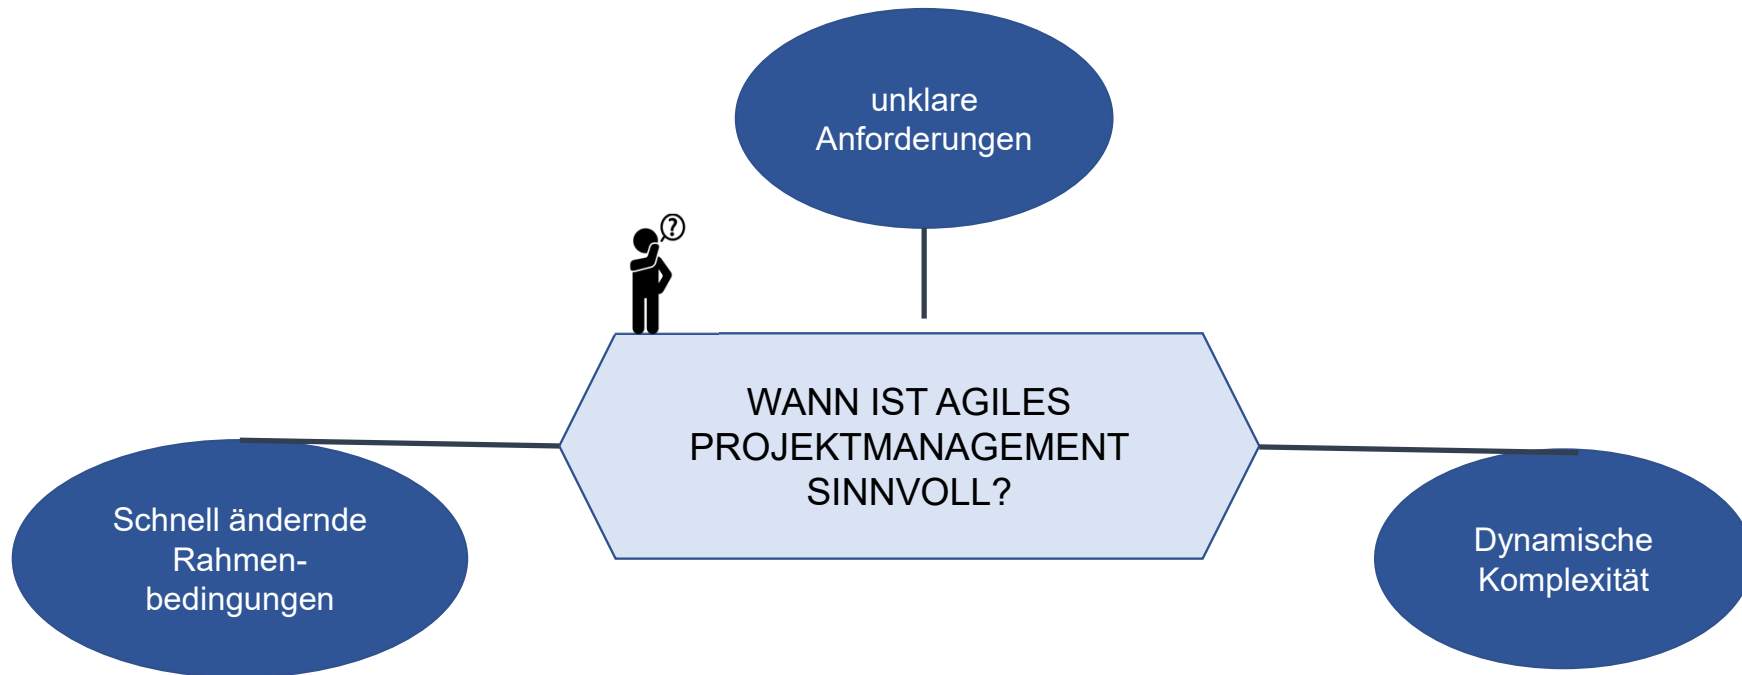 unklare
Anforderungen
?
WANN IST AGILES
PROJEKTMANAGEMENT
SINNVOLL?
Schnell ändernde
Rahmen-
bedingungen
Dynamische
Komplexität